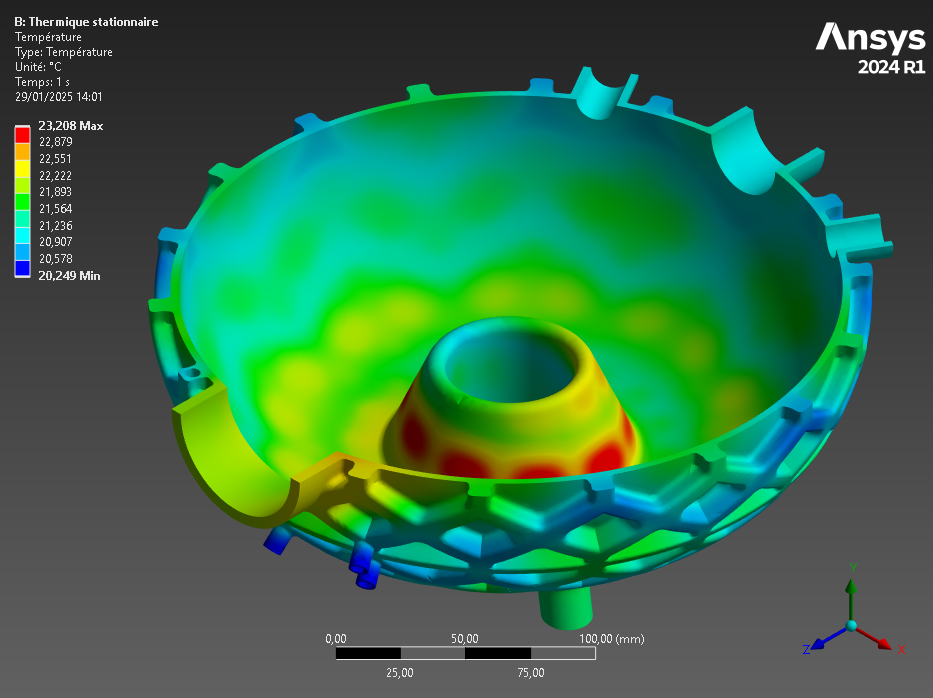 B: Thermique stationnaire
Température
Type: Température
Unité: °C
Temps: 1 s
29/01/2025 14:01
Ansys
2024 R1
23,208 Max
22,879
22,551
22,222
21,893
21,564
21,236
20,907
20,578
20,249 Min
0,00 50,00 100,00 (mm)
25,00 75,00
Y
Z X